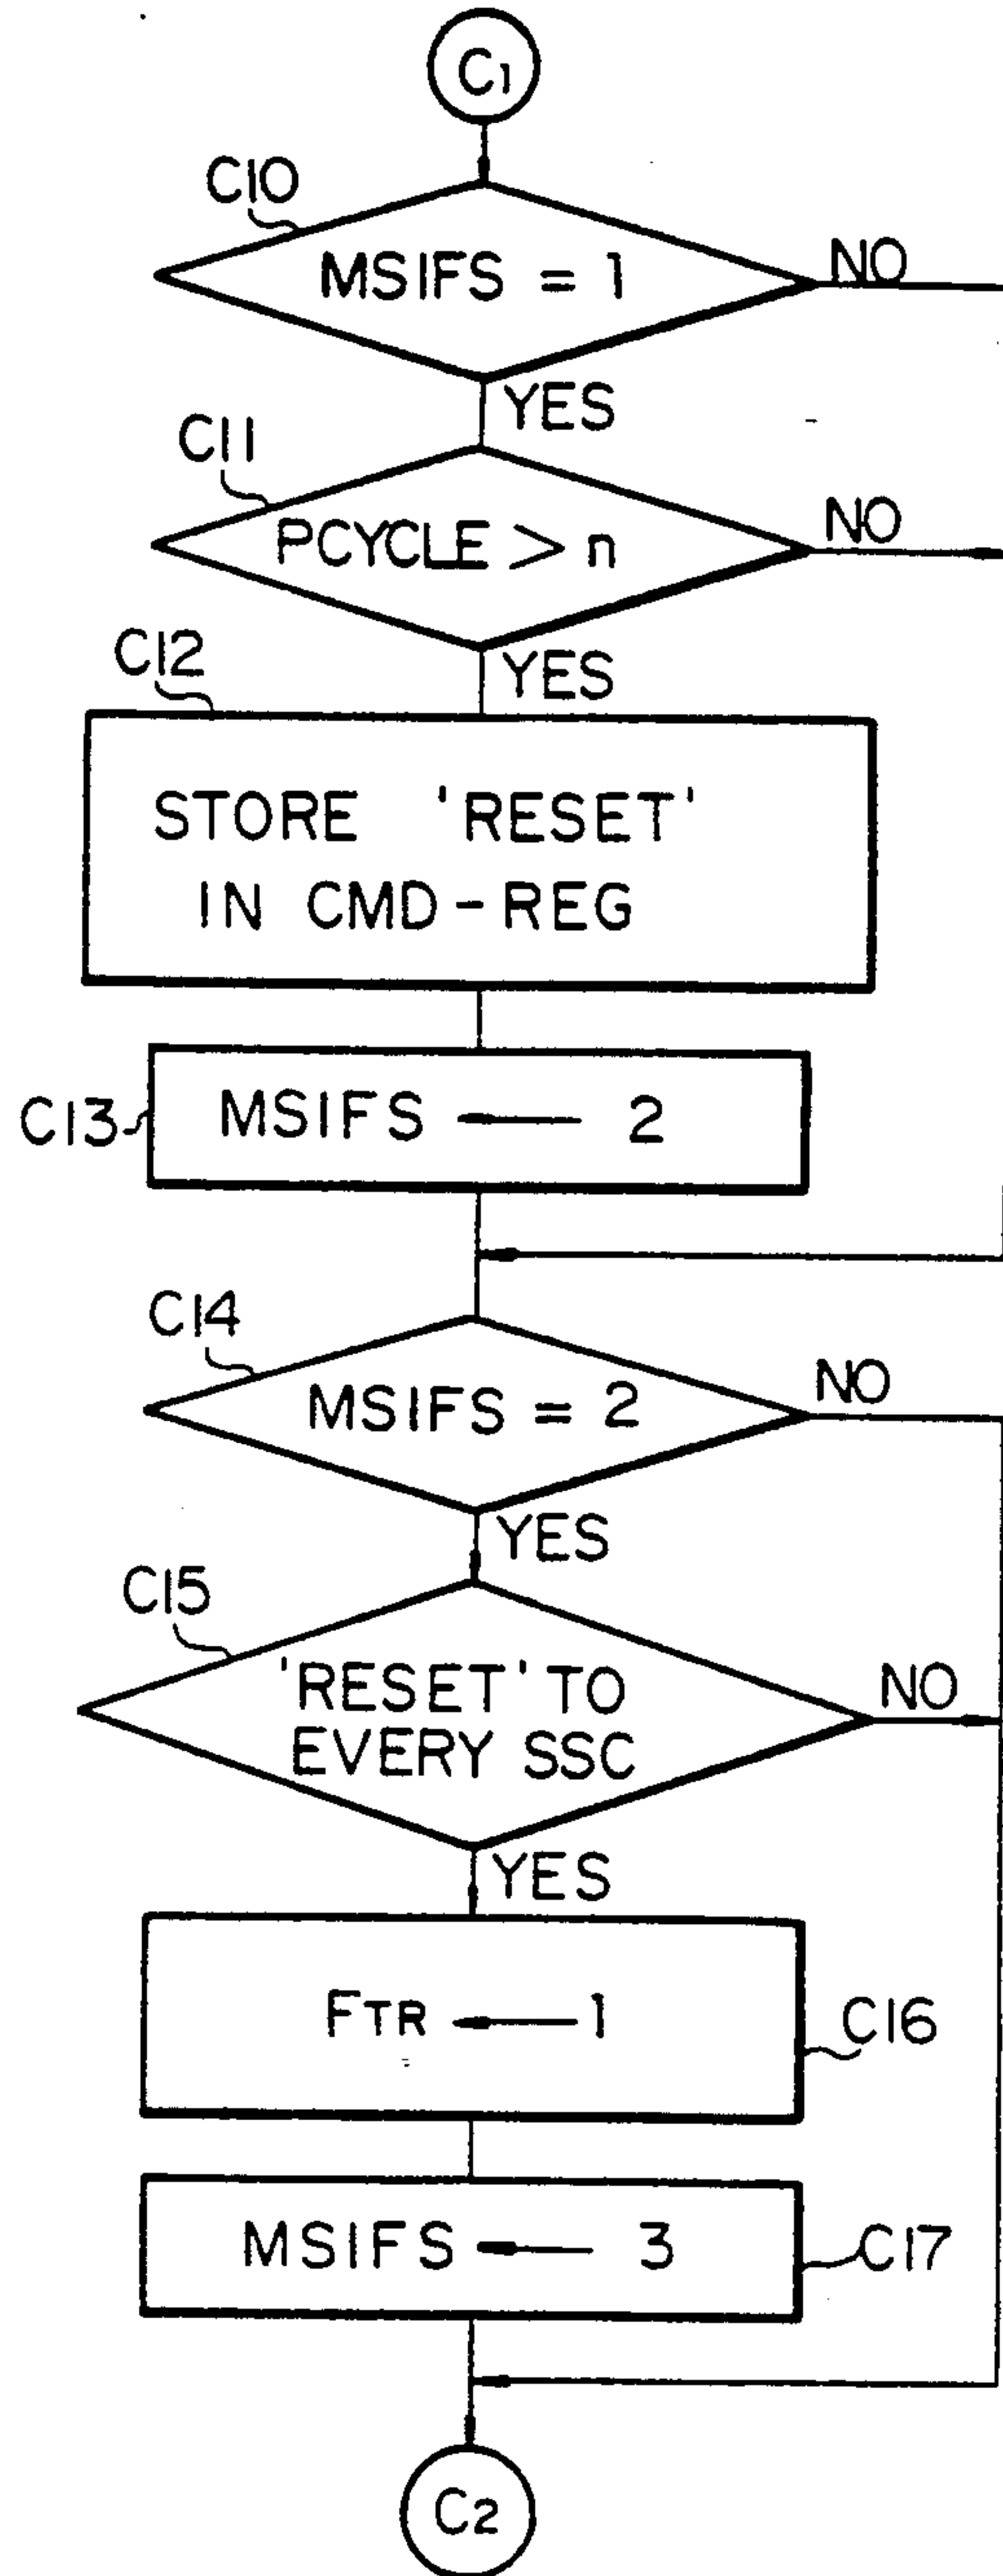 C1
C10
MSIFS = 1
NO
YES
C11
PCYCLE > n
NO
YES
C12
STORE 'RESET'
IN CMD-REG
C13
MSIFS ← 2
C14
MSIFS = 2
NO
YES
C15
'RESET' TO
EVERY SSC
NO
YES
FTR ← 1
C16
MSIFS ← 3
C17
C2